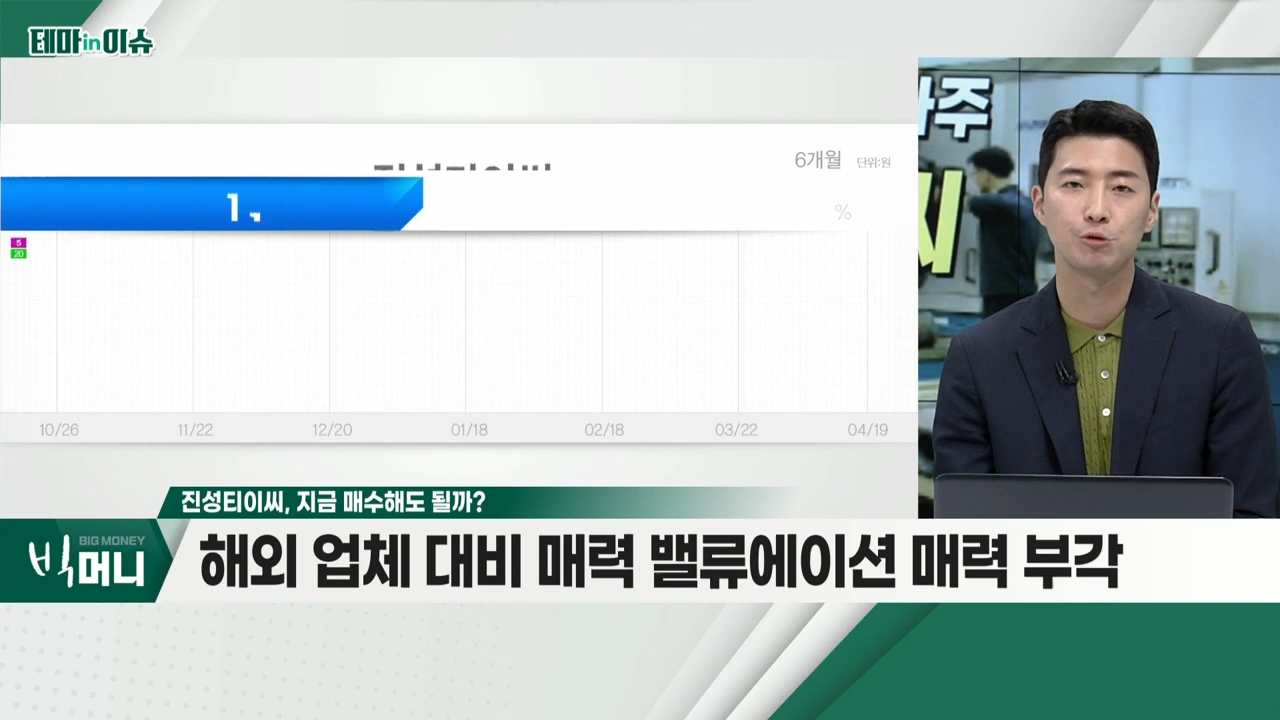 테마in이슈
6개월 단위:원
1,
%
5
20
10/26 11/22 12/20 01/18 02/18 03/22 04/19
진성티이씨, 지금 매수해도 될까?
BIG MONEY
빅머니
해외 업체 대비 매력 밸류에이션 매력 부각
주
씨